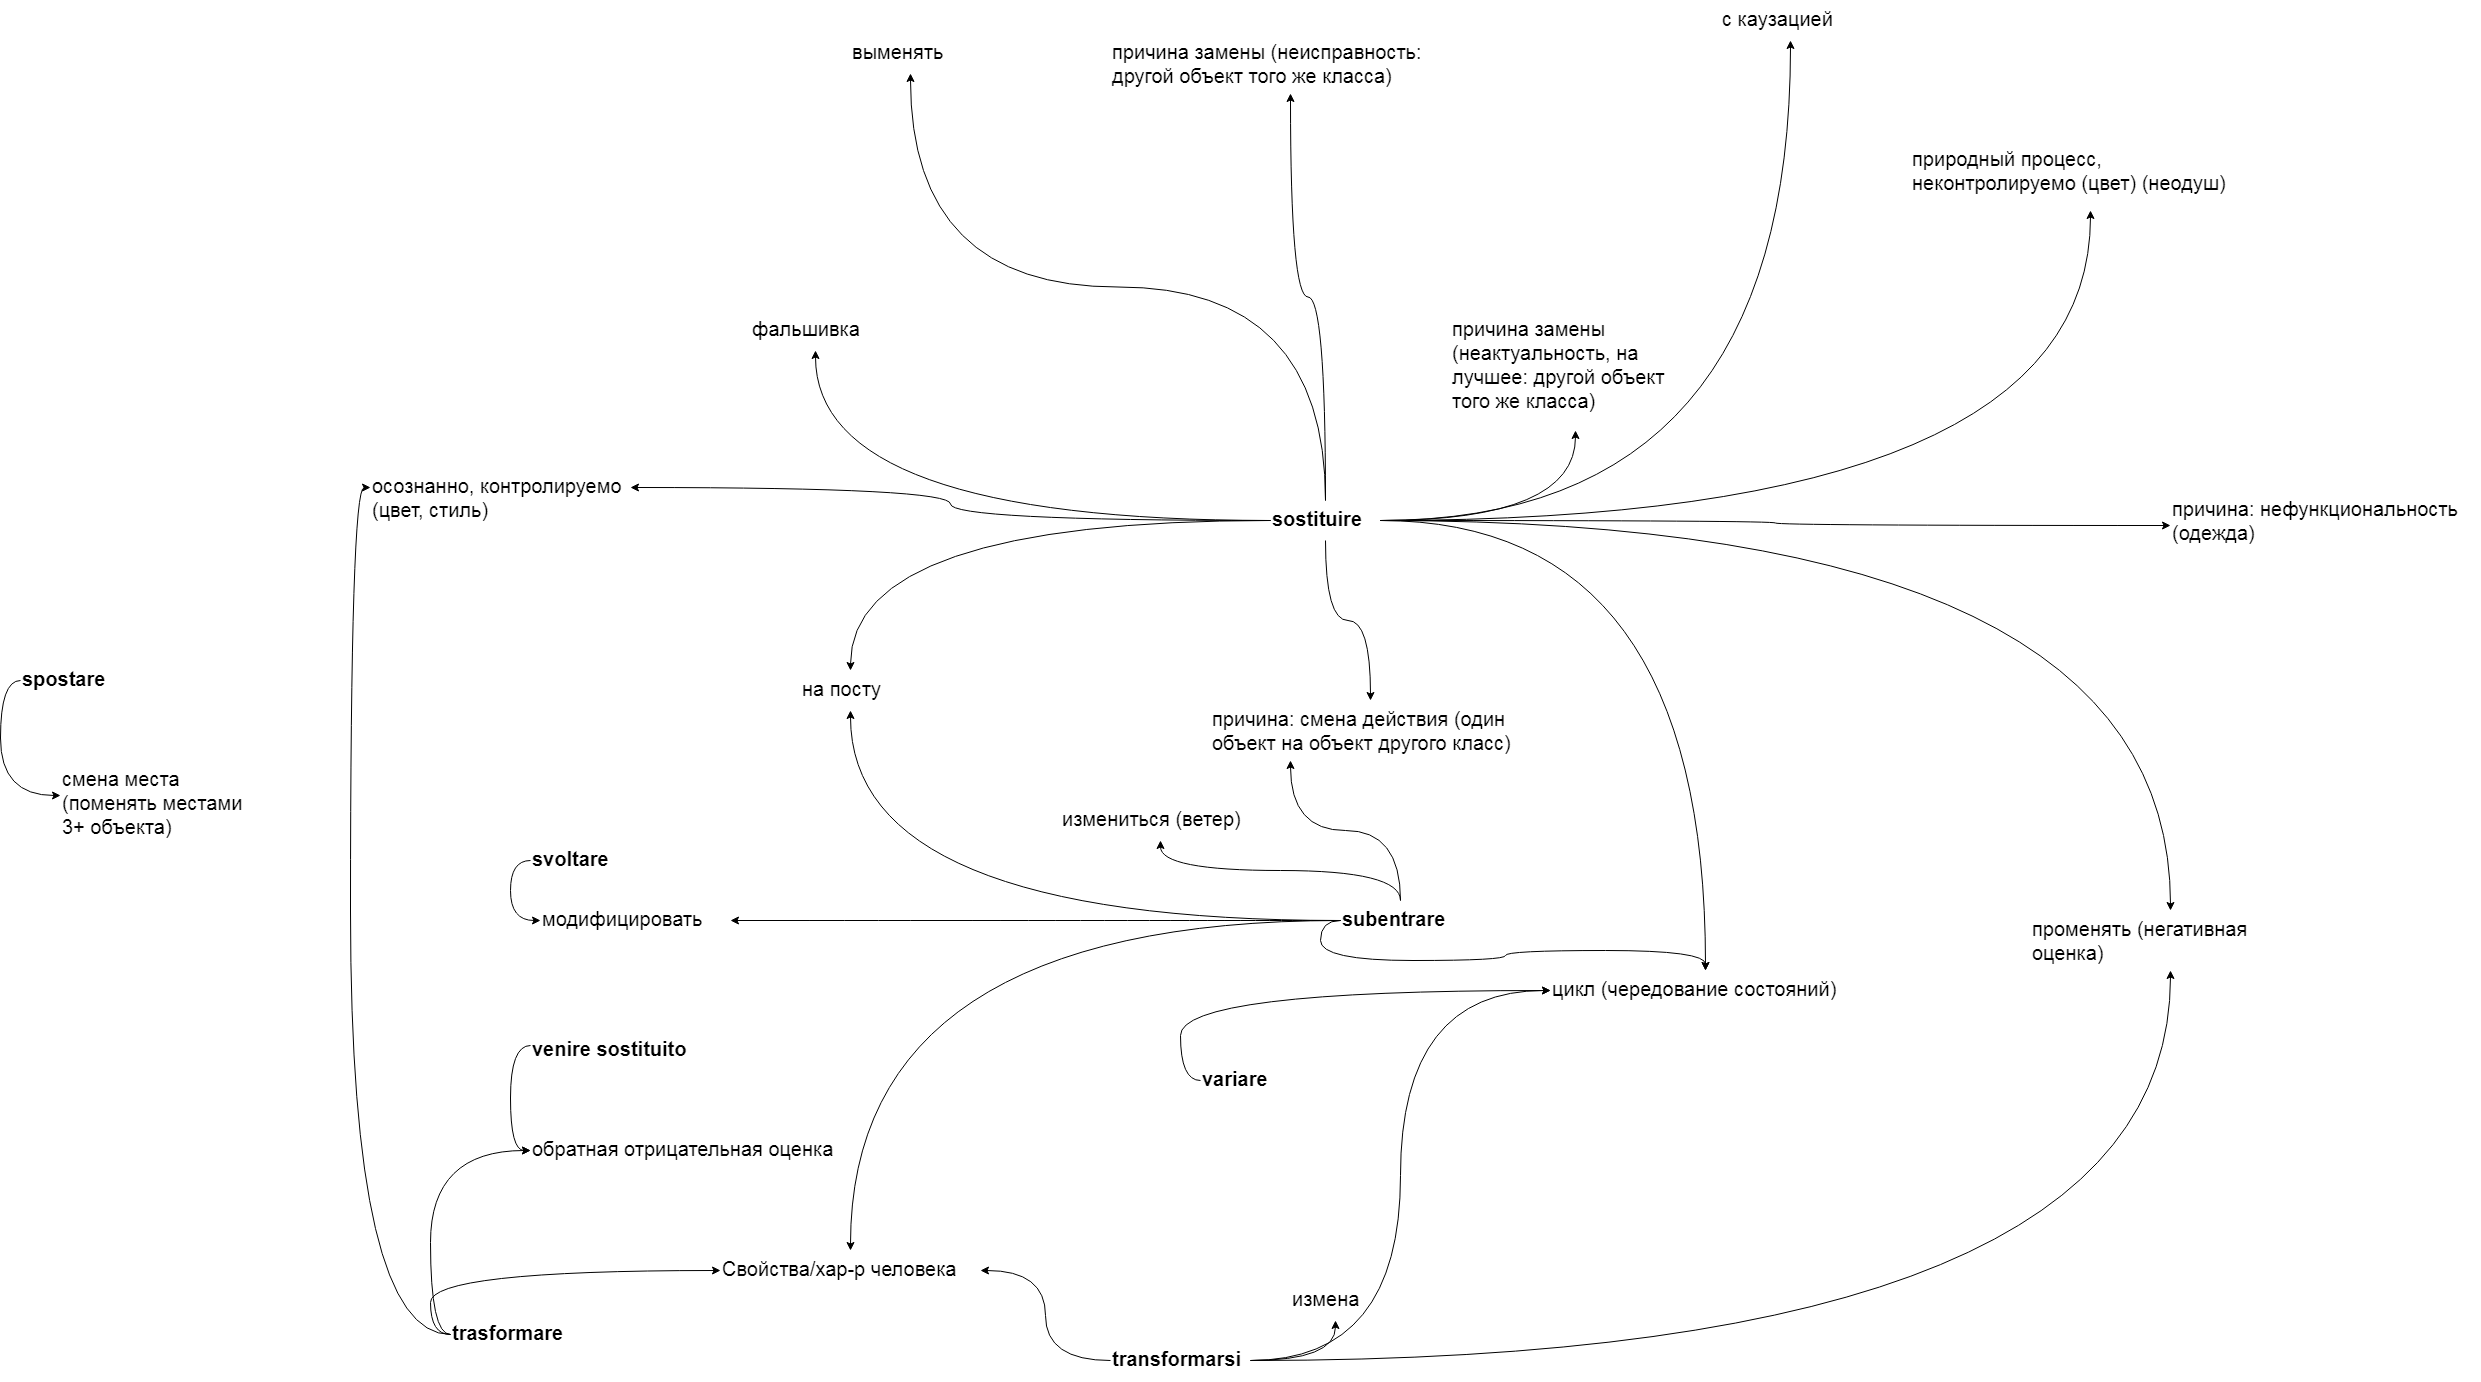 с каузацией
выменять
причина замены (неисправность:
другой объект того же класса)
природный процесс,
неконтролируемо (цвет) (неодуш)
фальшивка
причина замены
(неактуальность, на
лучшее: другой объект
того же класса)
осознанно, контролируемо
(цвет, стиль)
sostituire
причина: нефункциональность
(одежда)
spostare
на посту
причина: смена действия (один
объект на объект другого класс)
смена места
(поменять местами
3+ объекта)
измениться (ветер)
svoltare
модифицировать
subentrare
променять (негативная
оценка)
цикл (чередование состояний)
venire sostituito
variare
обратная отрицательная оценка
Свойства/хар-р человека
измена
trasformare
transformarsi